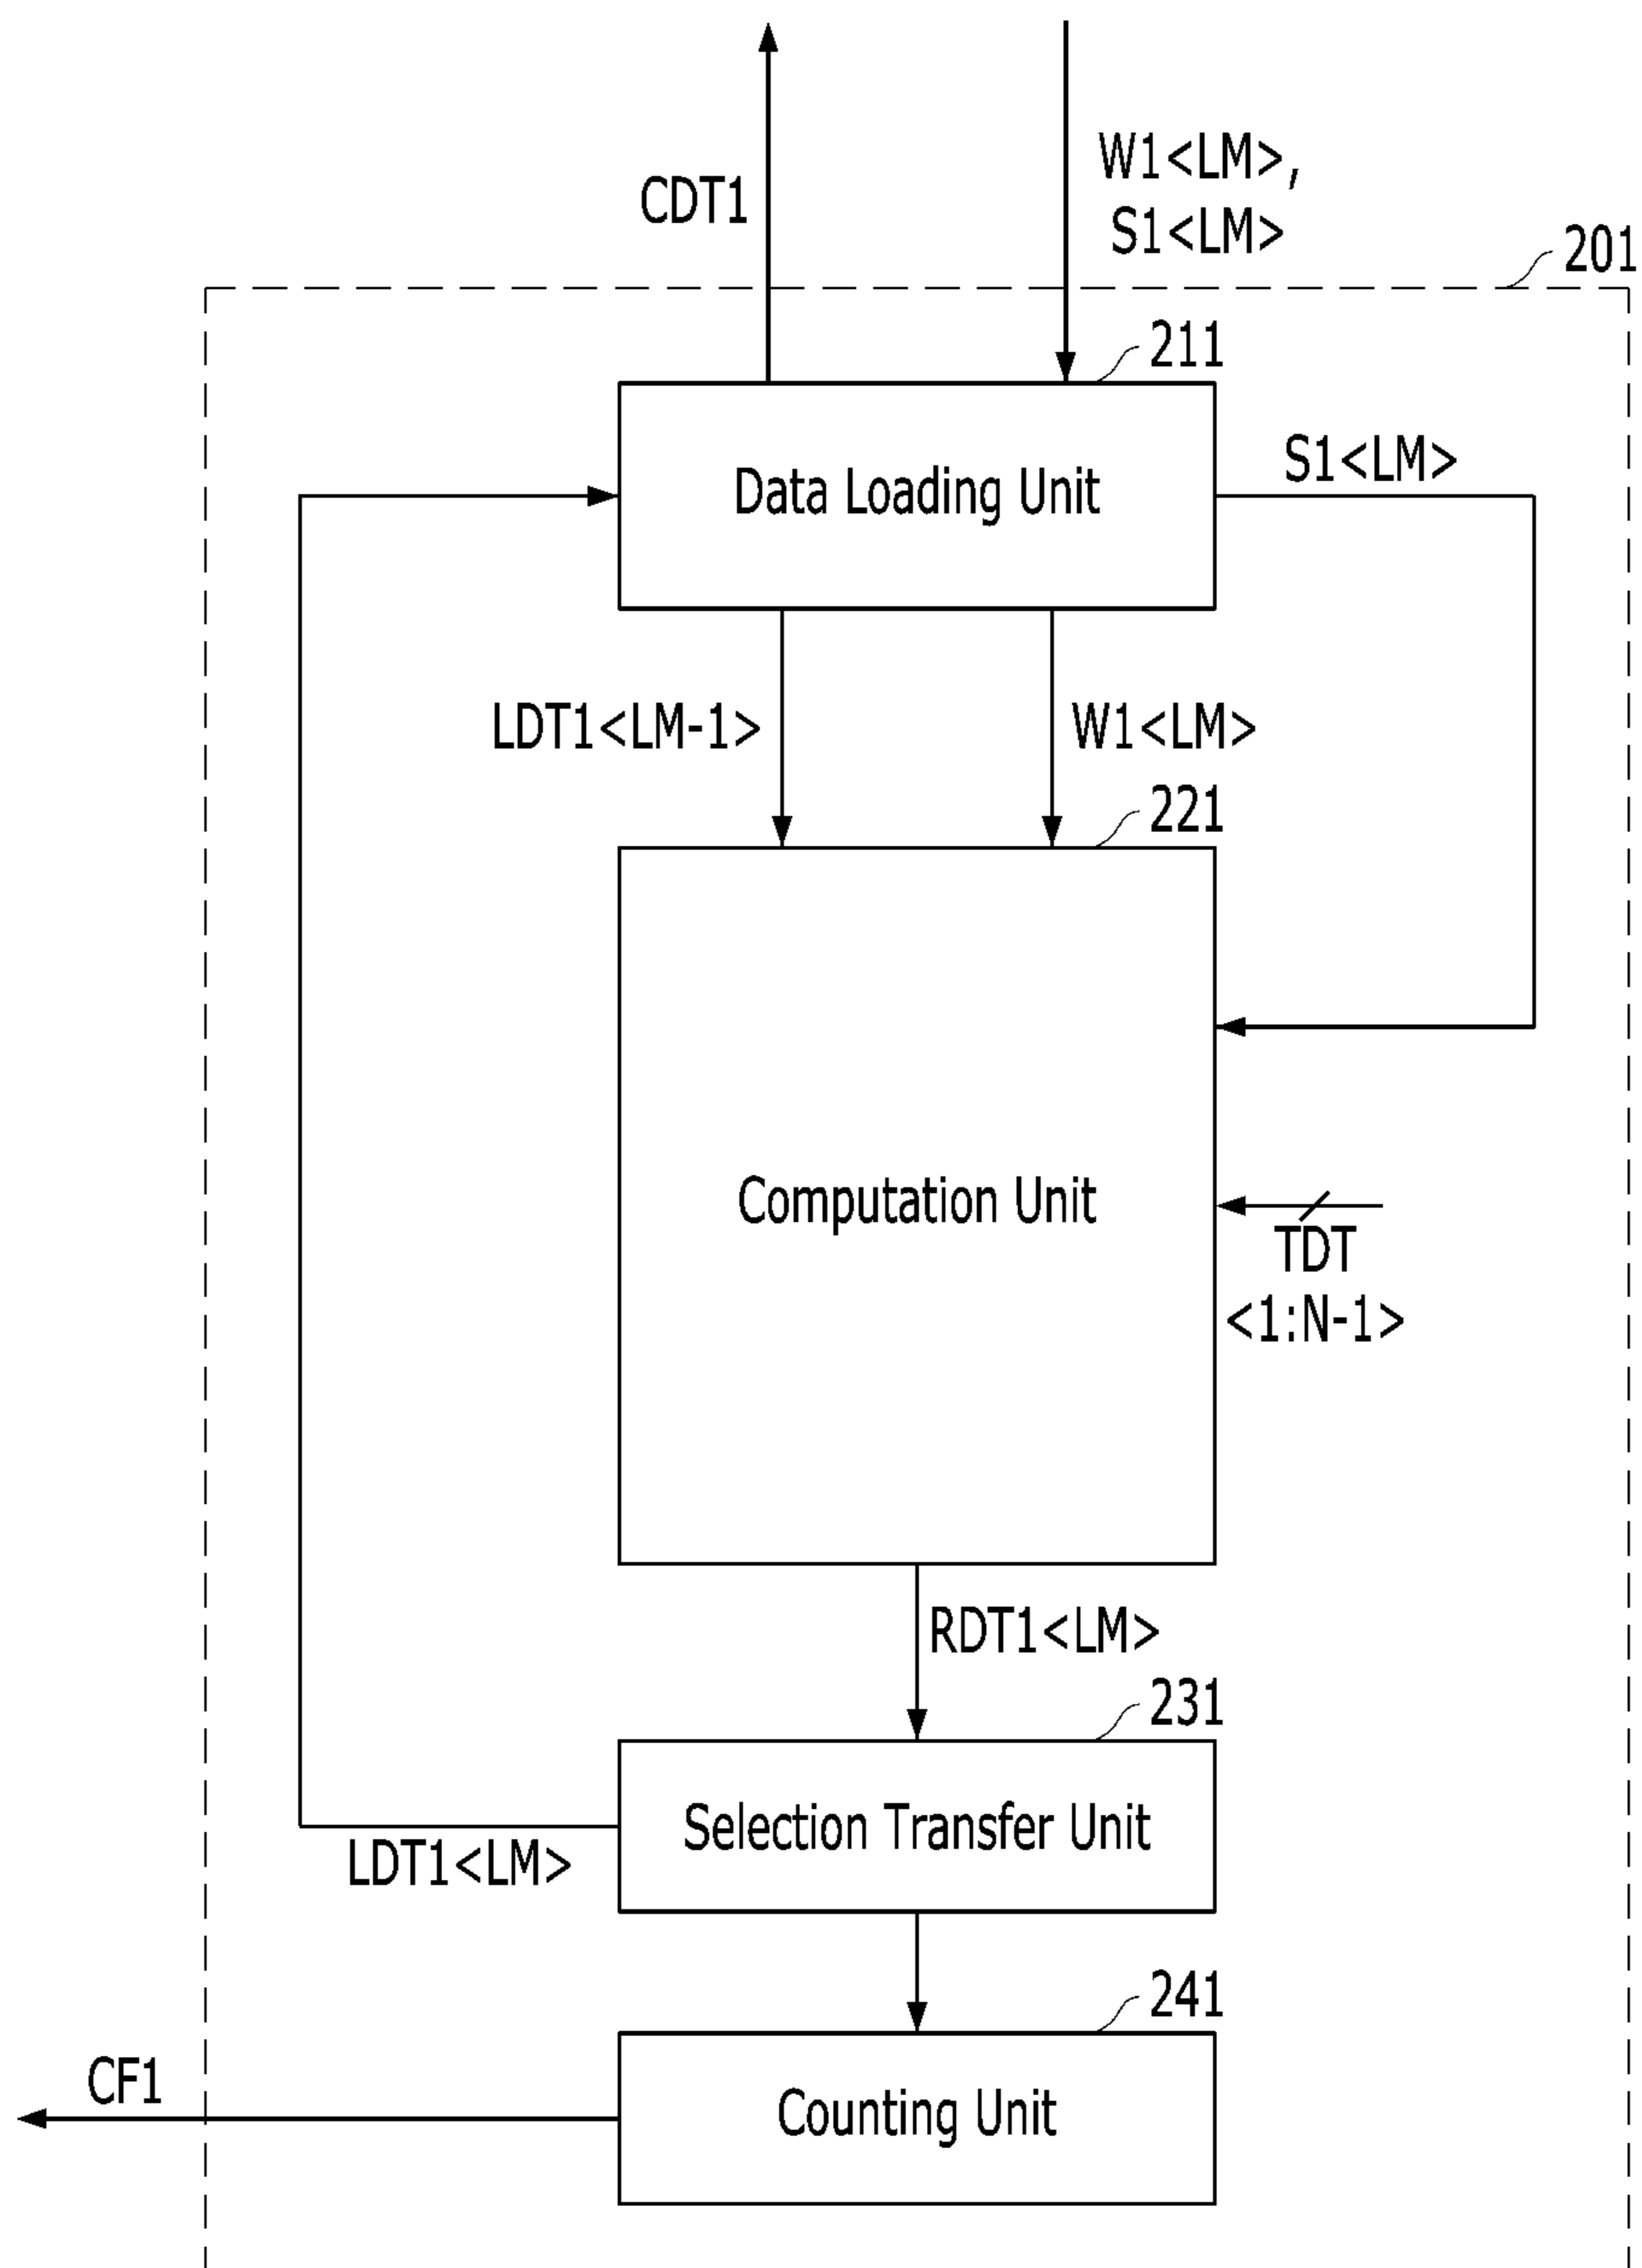 CDT1
W1<LM>,
S1<LM>
201
211
Data Loading Unit
S1<LM>
LDT1<LM-1>
W1<LM>
221
Computation Unit
TDT
<1:N-1>
RDT1<LM>
231
Selection Transfer Unit
LDT1<LM>
241
CF1
Counting Unit